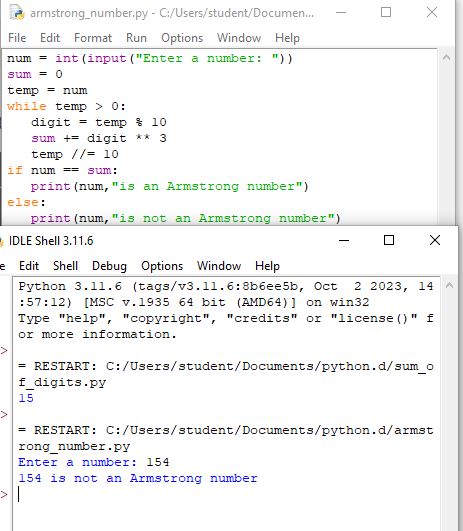 armstrong_number.py - C:/Users/student/Documen...
File Edit Format Run Options Window Help
num = int(input("Enter a number: "))
sum = 0
temp = num
while temp > 0:
   digit = temp % 10
   sum += digit ** 3
   temp //= 10
if num == sum:
   print(num,"is an Armstrong number")
else:
   print(num,"is not an Armstrong number")
IDLE Shell 3.11.6
e Edit Shell Debug Options Window Help
Python 3.11.6 (tags/v3.11.6:8b6ee5b, Oct  2 2023, 14
:57:12) [MSC v.1935 64 bit (AMD64)] on win32
Type "help", "copyright", "credits" or "license()" f
or more information.
>
= RESTART: C:/Users/student/Documents/python.d/sum_o
f_digits.py
15
>
= RESTART: C:/Users/student/Documents/python.d/armst
rong_number.py
Enter a number: 154
154 is not an Armstrong number
>